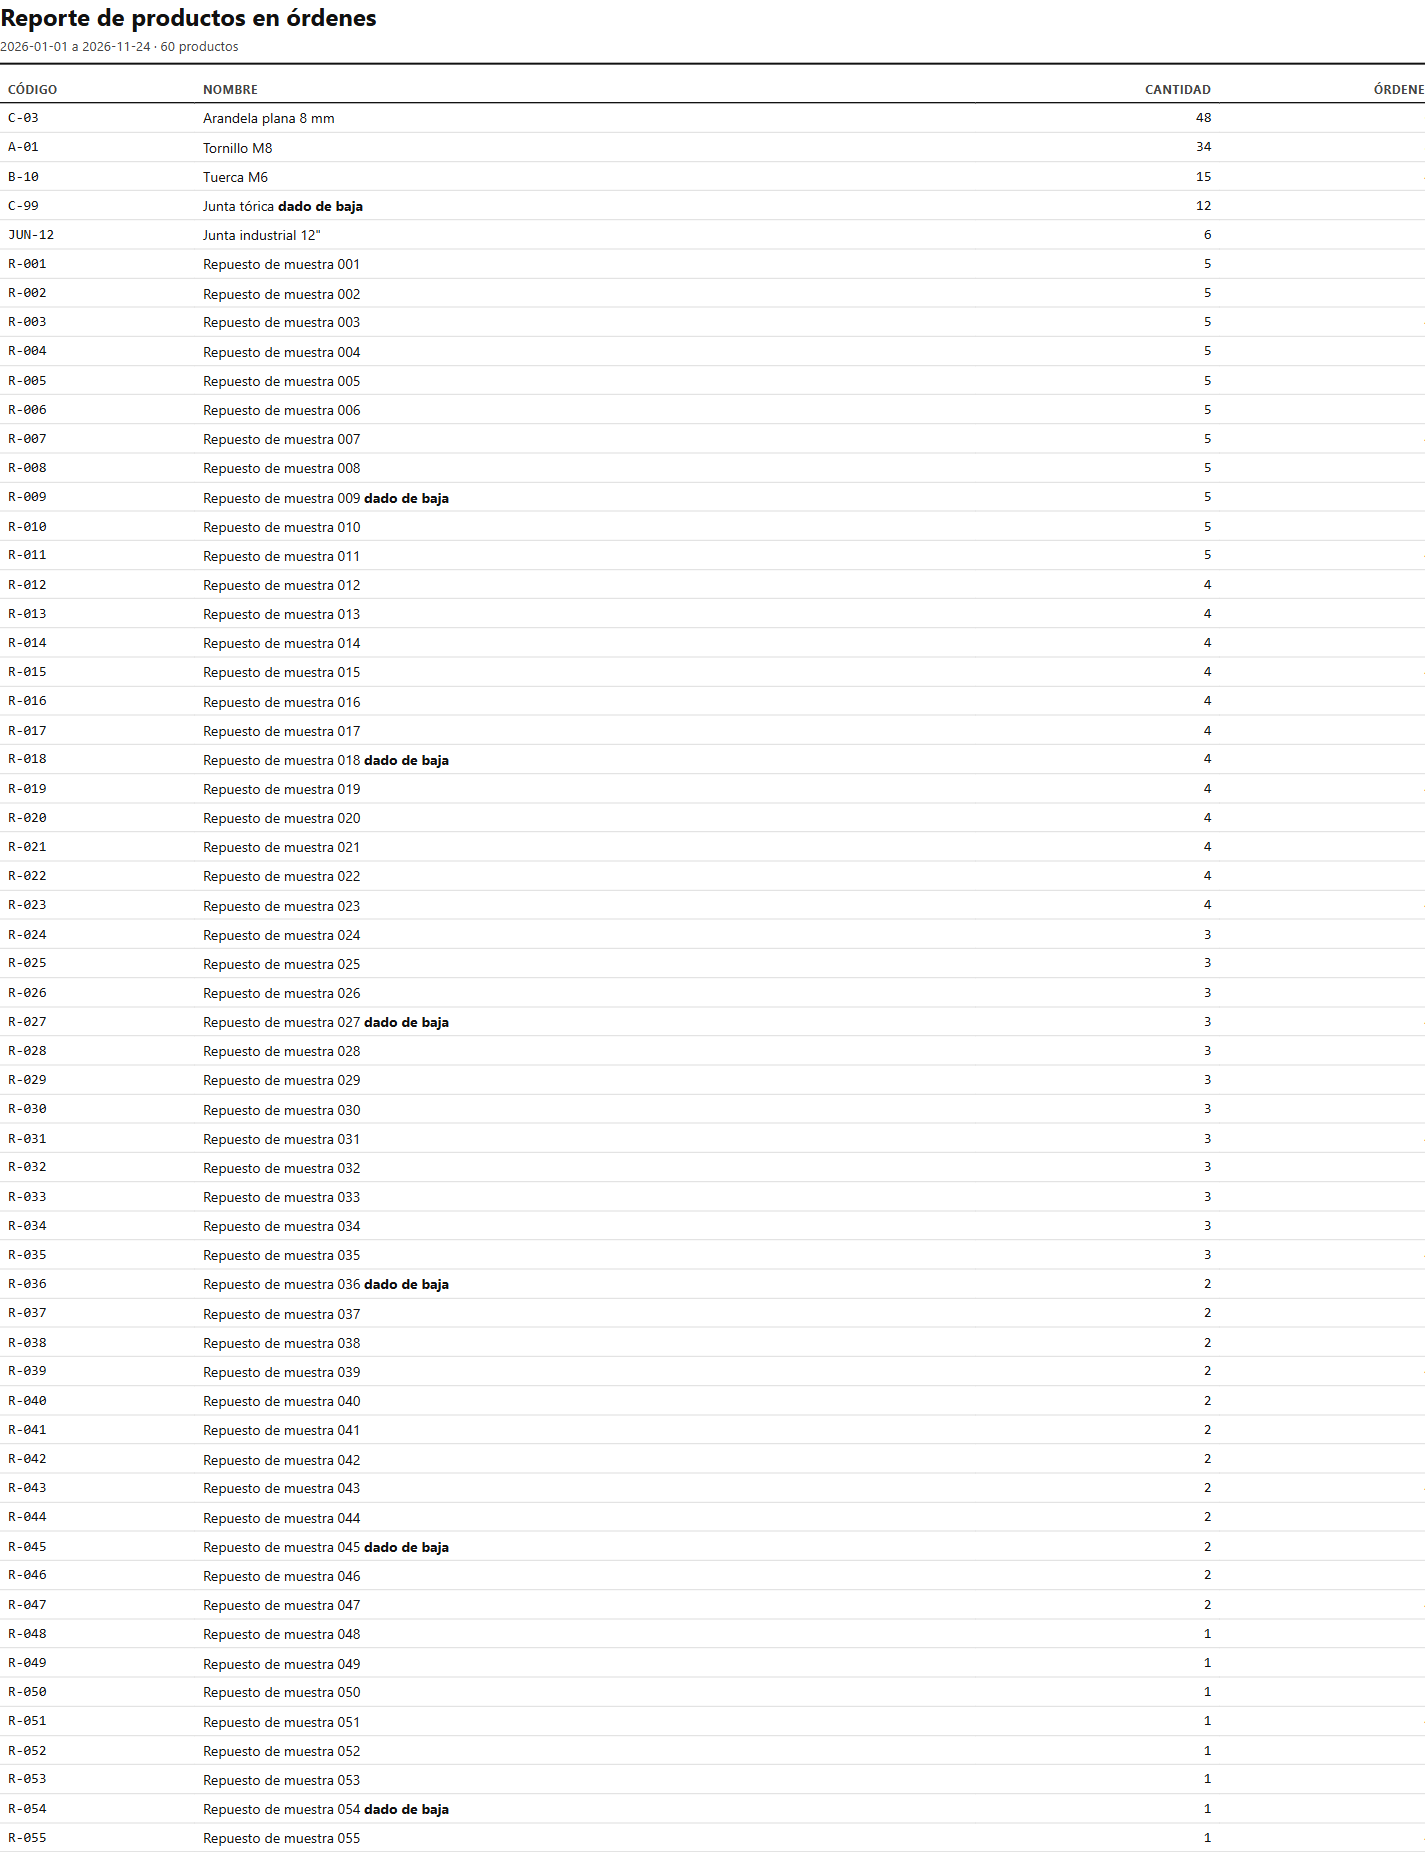 Reporte de productos en órdenes
2026-01-01 a 2026-11-24 · 60 productos
CÓDIGO NOMBRE CANTIDAD ÓRDENE
C-03 Arandela plana 8 mm 48
A-01 Tornillo M8 34
B-10 Tuerca M6 15
C-99 Junta tórica dado de baja 12
JUN-12 Junta industrial 12" 6
R-001 Repuesto de muestra 001 5
R-002 Repuesto de muestra 002 5
R-003 Repuesto de muestra 003 5
R-004 Repuesto de muestra 004 5
R-005 Repuesto de muestra 005 5
R-006 Repuesto de muestra 006 5
R-007 Repuesto de muestra 007 5
R-008 Repuesto de muestra 008 5
R-009 Repuesto de muestra 009 dado de baja 5
R-010 Repuesto de muestra 010 5
R-011 Repuesto de muestra 011 5
R-012 Repuesto de muestra 012 4
R-013 Repuesto de muestra 013 4
R-014 Repuesto de muestra 014 4
R-015 Repuesto de muestra 015 4
R-016 Repuesto de muestra 016 4
R-017 Repuesto de muestra 017 4
R-018 Repuesto de muestra 018 dado de baja 4
R-019 Repuesto de muestra 019 4
R-020 Repuesto de muestra 020 4
R-021 Repuesto de muestra 021 4
R-022 Repuesto de muestra 022 4
R-023 Repuesto de muestra 023 4
R-024 Repuesto de muestra 024 3
R-025 Repuesto de muestra 025 3
R-026 Repuesto de muestra 026 3
R-027 Repuesto de muestra 027 dado de baja 3
R-028 Repuesto de muestra 028 3
R-029 Repuesto de muestra 029 3
R-030 Repuesto de muestra 030 3
R-031 Repuesto de muestra 031 3
R-032 Repuesto de muestra 032 3
R-033 Repuesto de muestra 033 3
R-034 Repuesto de muestra 034 3
R-035 Repuesto de muestra 035 3
R-036 Repuesto de muestra 036 dado de baja 2
R-037 Repuesto de muestra 037 2
R-038 Repuesto de muestra 038 2
R-039 Repuesto de muestra 039 2
R-040 Repuesto de muestra 040 2
R-041 Repuesto de muestra 041 2
R-042 Repuesto de muestra 042 2
R-043 Repuesto de muestra 043 2
R-044 Repuesto de muestra 044 2
R-045 Repuesto de muestra 045 dado de baja 2
R-046 Repuesto de muestra 046 2
R-047 Repuesto de muestra 047 2
R-048 Repuesto de muestra 048 1
R-049 Repuesto de muestra 049 1
R-050 Repuesto de muestra 050 1
R-051 Repuesto de muestra 051 1
R-052 Repuesto de muestra 052 1
R-053 Repuesto de muestra 053 1
R-054 Repuesto de muestra 054 dado de baja 1
R-055 Repuesto de muestra 055 1